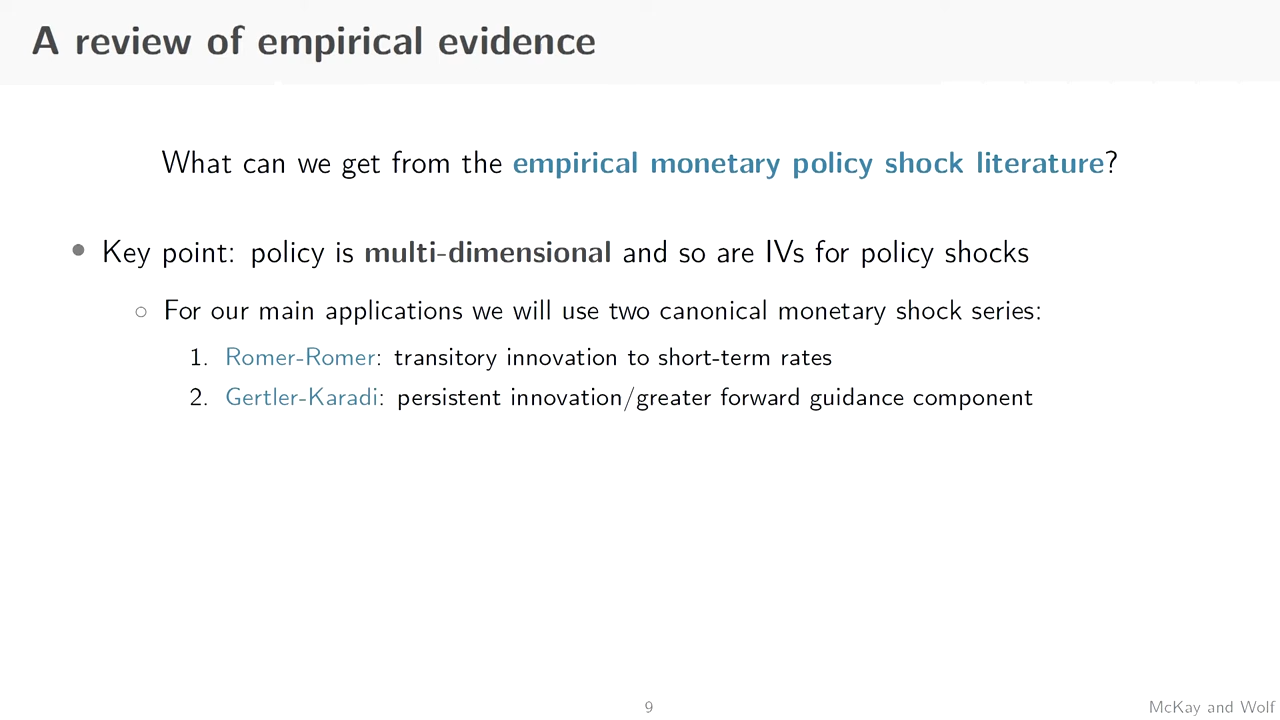 A review of empirical evidence
What can we get from the empirical monetary policy shock literature?
• Key point: policy is multi-dimensional and so are IVs for policy shocks
○ For our main applications we will use two canonical monetary shock series:
1. Romer-Romer: transitory innovation to short-term rates
2. Gertler-Karadi: persistent innovation/greater forward guidance component
9
McKay and Wolf